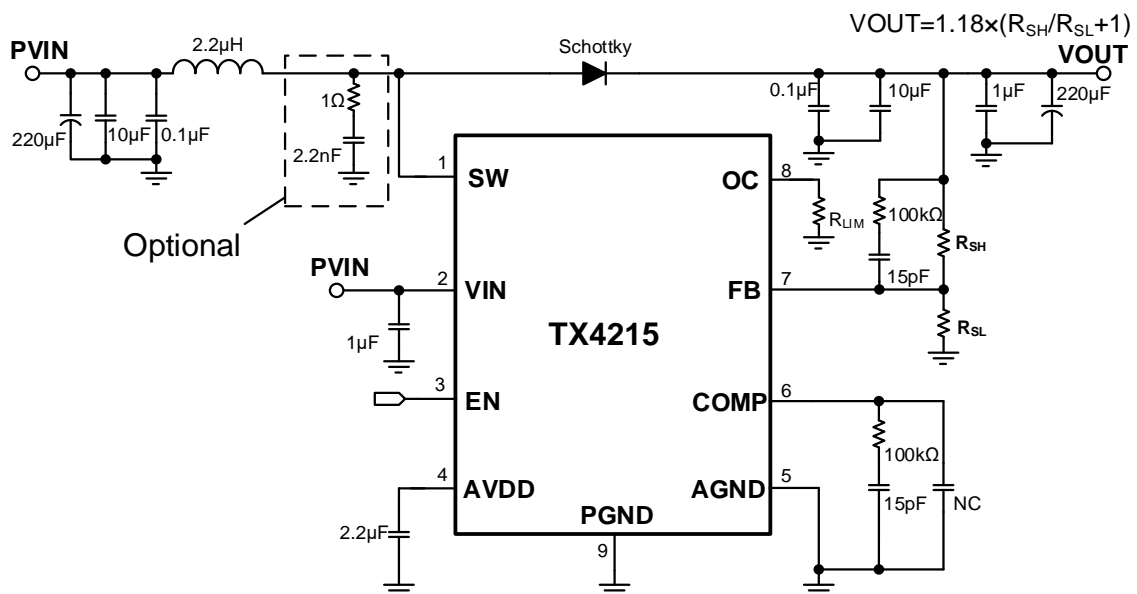 VOUT=1.18×(RSH/RSL+1)
PVIN
2.2µH
Schottky
VOUT
220µF
10µF
0.1µF
1Ω
2.2nF
0.1µF
10µF
1µF
220µF
Optional
1
SW
OC
8
RLIM
100kΩ
RSH
15pF
PVIN
2
VIN
FB
7
1µF
TX4215
RSL
3
EN
COMP
6
100kΩ
15pF
NC
4
AVDD
AGND
5
2.2µF
PGND
9